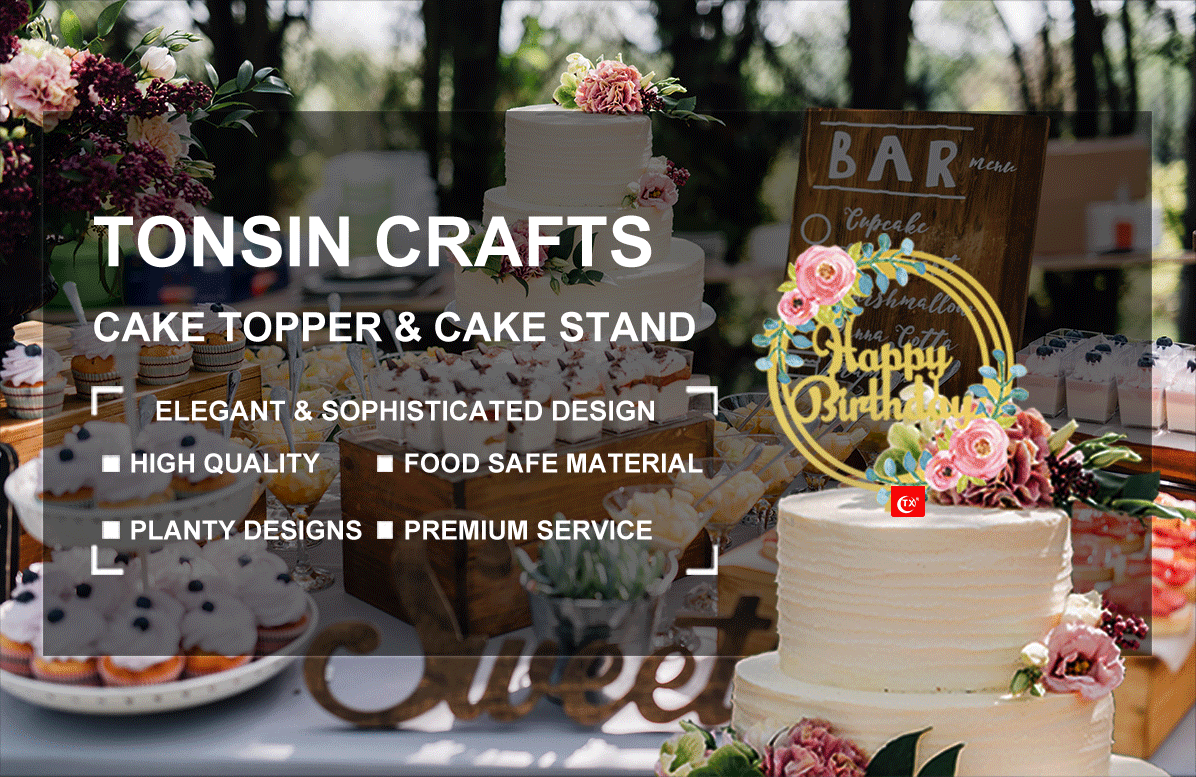 BAR menu
Cupcake
TONSIN CRAFTS
CAKE TOPPER & CAKE STAND
Happy
Birthday
ELEGANT & SOPHISTICATED DESIGN
HIGH QUALITY
FOOD SAFE MATERIAL
TX
PLANTY DESIGNS
PREMIUM SERVICE
Sweet